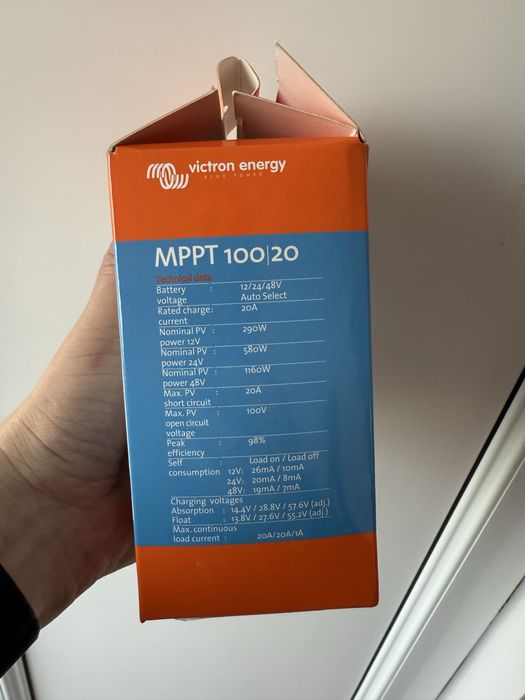 victron energy
BLUE POWER
MPPT 100|20
Technical data
Battery voltage : 12/24/48V Auto Select
Rated charge current : 20A
Nominal PV power 12V : 290W
Nominal PV power 24V : 580W
Nominal PV power 48V : 1160W
Max. PV short circuit : 20A
Max. PV open circuit voltage : 100V
Peak efficiency : 98%
Self consumption : Load on / Load off
12V: 26mA / 10mA
24V: 20mA / 8mA
48V: 19mA / 7mA
Charging voltages
Absorption : 14.4V / 28.8V / 57.6V (adj.)
Float : 13.8V / 27.6V / 55.2V (adj.)
Max. continuous
load current : 20A/20A/1A